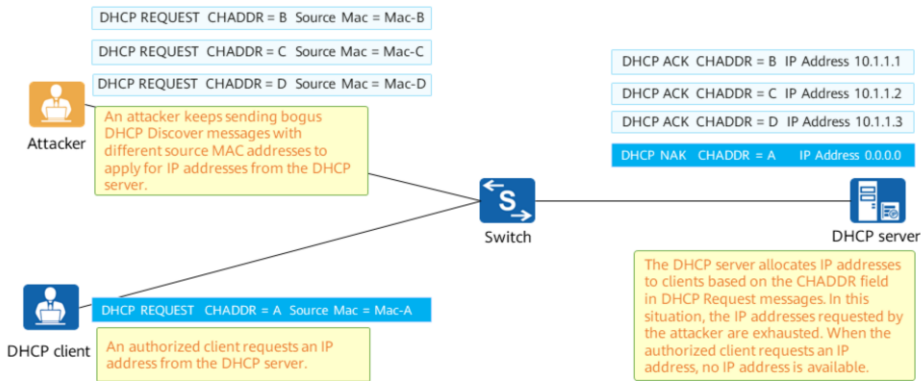 DHCP REQUEST CHADDR = B Source Mac = Mac-B
DHCP REQUEST CHADDR = C Source Mac = Mac-C
DHCP REQUEST CHADDR = D Source Mac = Mac-D
Attacker
An attacker keeps sending bogus
DHCP Discover messages with
different source MAC addresses to
apply for IP addresses from the DHCP
server.
DHCP ACK CHADDR = B IP Address 10.1.1.1
DHCP ACK CHADDR = C IP Address 10.1.1.2
DHCP ACK CHADDR = D IP Address 10.1.1.3
DHCP NAK CHADDR = A IP Address 0.0.0.0
S
Switch
DHCP server
DHCP REQUEST CHADDR = A Source Mac = Mac-A
DHCP client
An authorized client requests an IP
address from the DHCP server.
The DHCP server allocates IP addresses
to clients based on the CHADDR field
in DHCP Request messages. In this
situation, the IP addresses requested by
the attacker are exhausted. When the
authorized client requests an IP
address, no IP address is available.